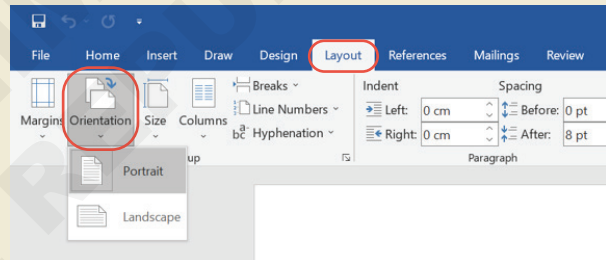 File Home Insert Draw Design Layout References Mailings Review
Breaks Indent Spacing
Line Numbers Left: 0 cm Before: 0 pt
Margins Orientation Size Columns
bc Hyphenation Right: 0 cm After: 8 pt
up Paragraph
Portrait
Landscape